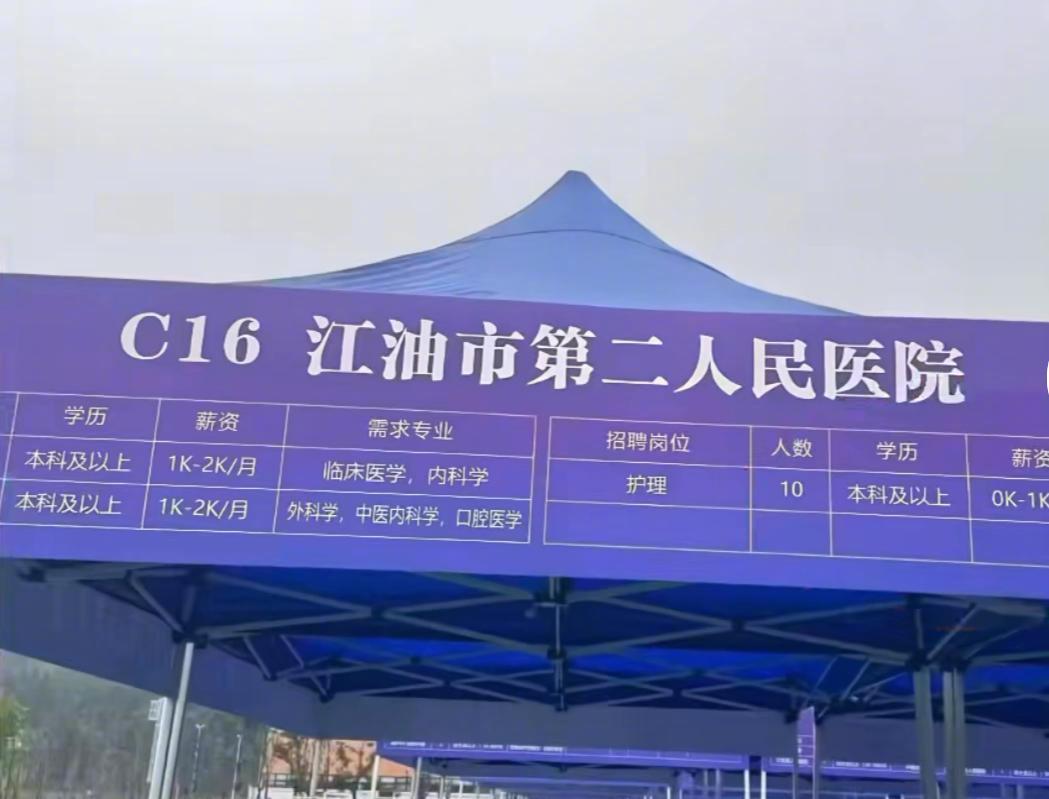 C16 江油市第二人民医院
学历 薪资 需求专业
本科及以上 1K-2K/月 临床医学，内科学
本科及以上 1K-2K/月 外科学，中医内科学，口腔医学
招聘岗位 人数 学历 薪资
护理 10 本科及以上 0K-1K